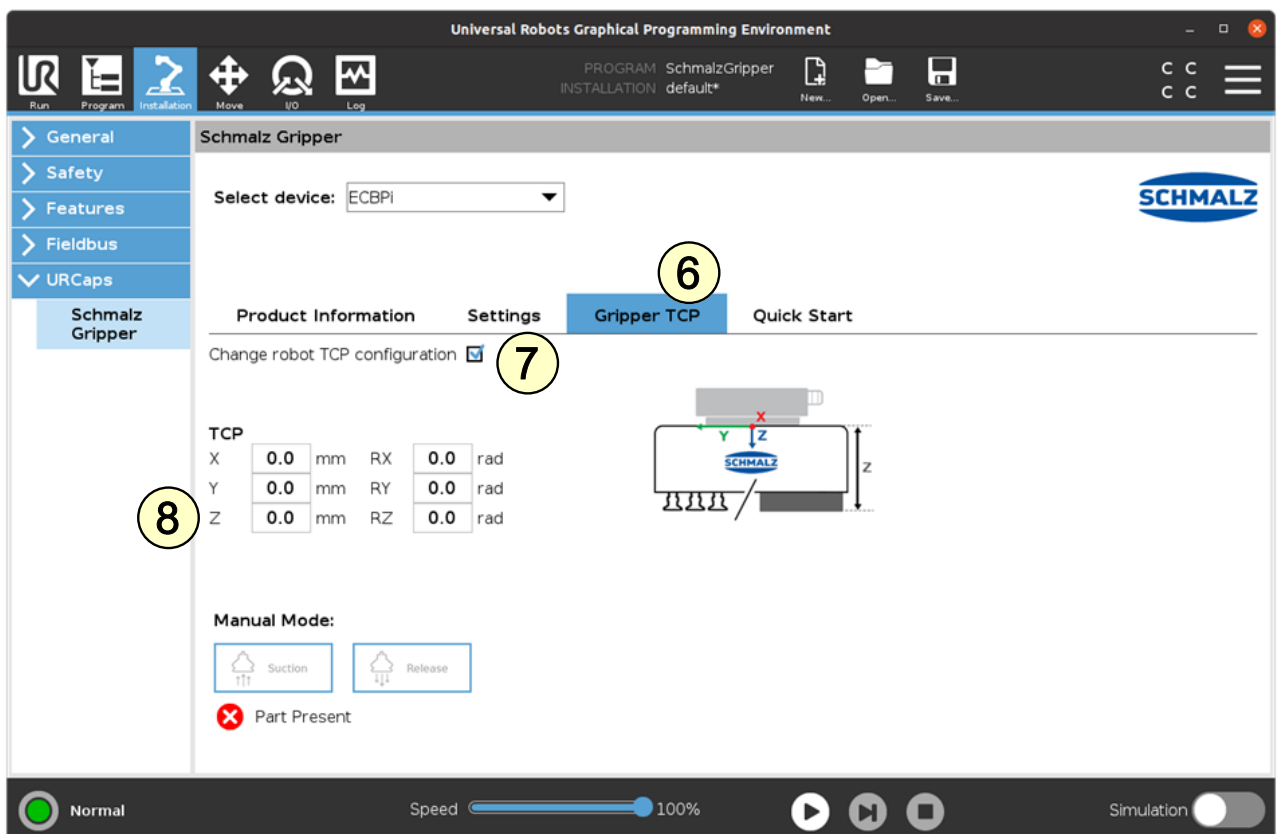 Universal Robots Graphical Programming Environment
Run Program Installation Move I/O Log
PROGRAM SchmalzGripper
INSTALLATION default*
New... Open... Save...
C C
C C
General
Safety
Features
Fieldbus
URCaps
Schmalz
Gripper
Schmalz Gripper
Select device: ECBPi
SCHMALZ
6
Product Information Settings Gripper TCP Quick Start
Change robot TCP configuration
7
TCP
X 0.0 mm RX 0.0 rad
Y 0.0 mm RY 0.0 rad
8
Z 0.0 mm RZ 0.0 rad
X
Y Z
SCHMALZ
Z
Manual Mode:
Suction Release
Part Present
Normal Speed 100% Simulation